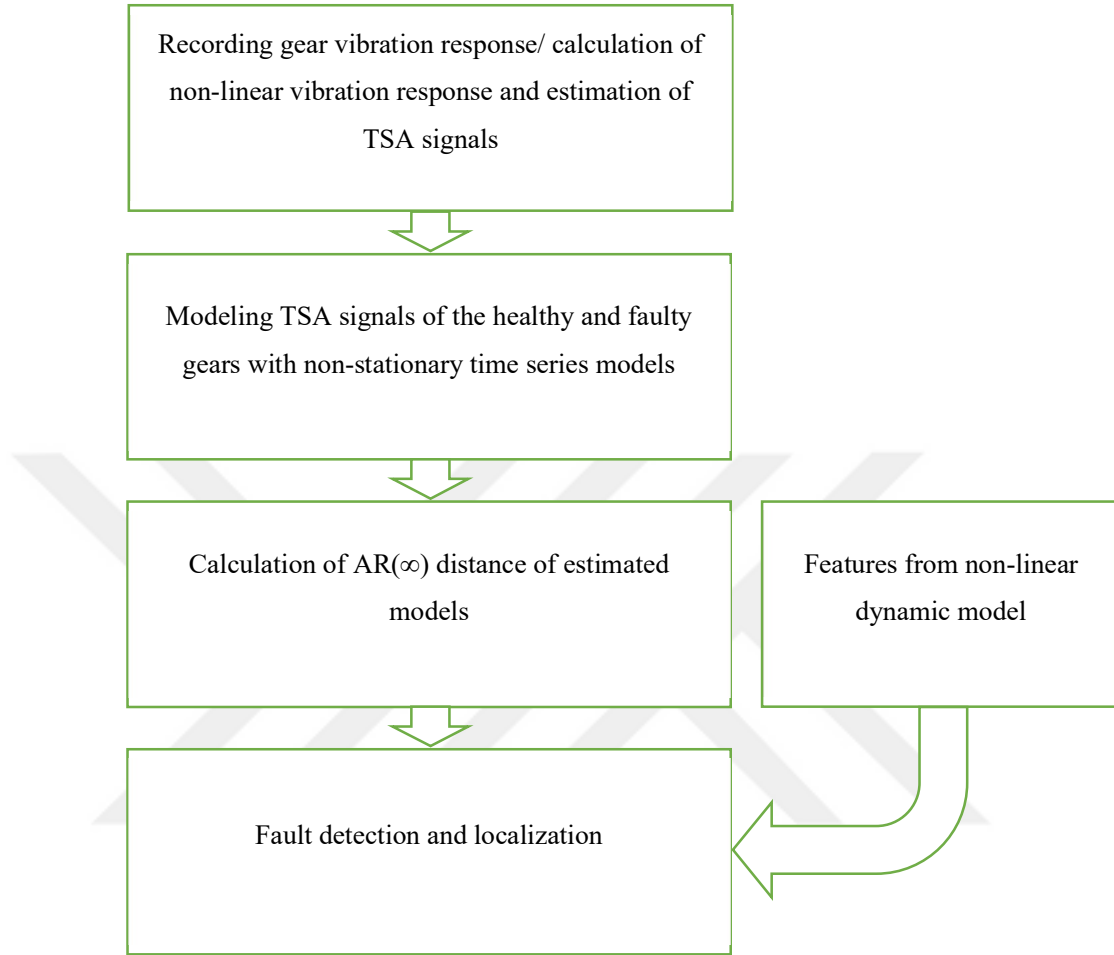 Recording gear vibration response/ calculation of
non-linear vibration response and estimation of
TSA signals
Modeling TSA signals of the healthy and faulty
gears with non-stationary time series models
Calculation of AR(∞) distance of estimated
models
Features from non-linear
dynamic model
Fault detection and localization